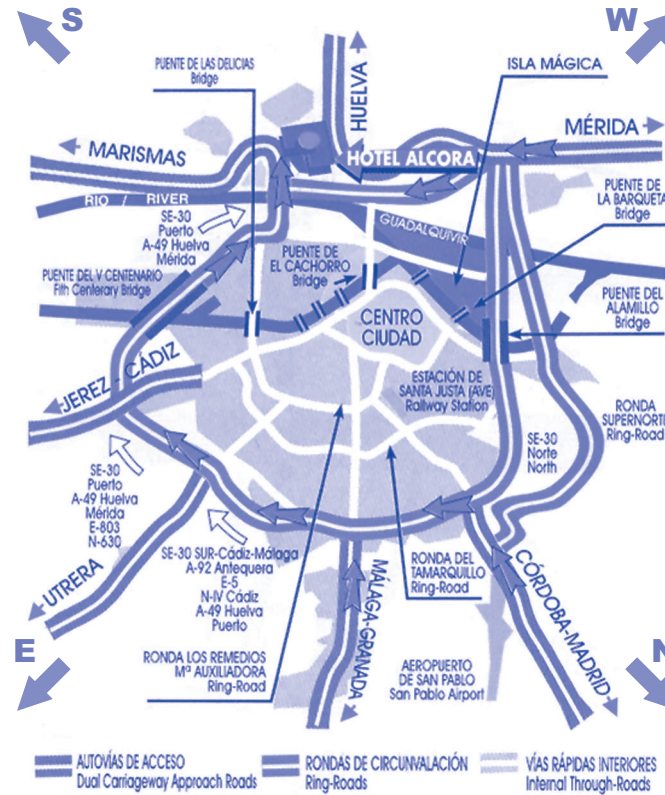 S
W
PUENTE DE LAS DELICIAS
Bridge
HUELVA
ISLA MÁGICA
MARISMAS
HOTEL ALCORA
MÉRIDA
RIO / RIVER
SE-30
Puerto
A-49 Huelva
Mérida
GUADALQUIVIR
PUENTE DE
LA BARQUETA
Bridge
PUENTE DEL V CENTENARIO
Fith Centerary Bridge
PUENTE DE
EL CACHORRO
Bridge
PUENTE DEL
ALAMILLO
Bridge
CENTRO
CIUDAD
JEREZ - CÁDIZ
ESTACIÓN DE
SANTA JUSTA (AVE)
Railway Station
RONDA
SUPERNORTE
Ring-Road
SE-30
Norte
North
SE-30
Puerto
A-49 Huelva
Mérida
E-803
N-630
SE-30 SUR-Cádiz-Málaga
A-92 Antequera
E-5
N-IV Cádiz
A-49 Huelva
Puerto
UTRERA
RONDA DEL
TAMARQUILLO
Ring-Road
MÁLAGA-GRANADA
CÓRDOBA-MADRID
E
N
RONDA LOS REMEDIOS
Mª AUXILIADORA
Ring-Road
AEROPUERTO
DE SAN PABLO
San Pablo Airport
AUTOVÍAS DE ACCESO
Dual Carriageway Approach Roads
RONDAS DE CIRCUNVALACIÓN
Ring-Roads
VÍAS RÁPIDAS INTERIORES
Internal Through-Roads